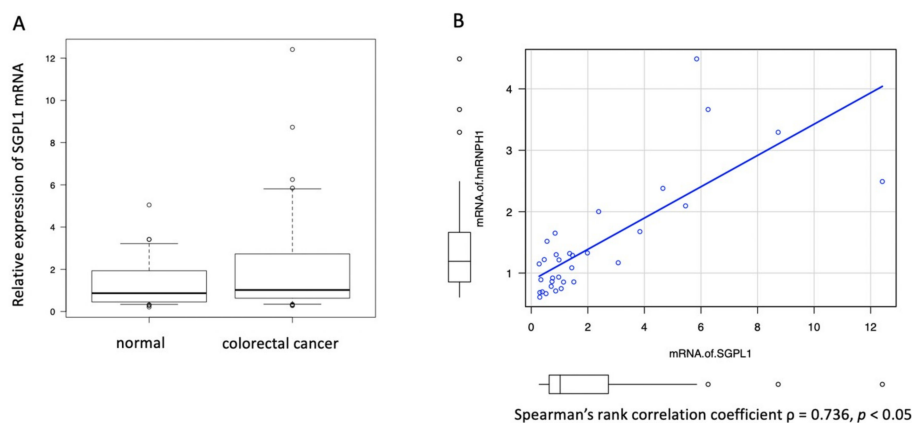 A
Relative expression of SGPL1 mRNA
12
10
8
6
4
2
0
normal colorectal cancer
B
mRNA.of.hnRNPH1
4
3
2
1
0 2 4 6 8 10 12
mRNA.of.SGPL1
Spearman's rank correlation coefficient ρ = 0.736, p < 0.05